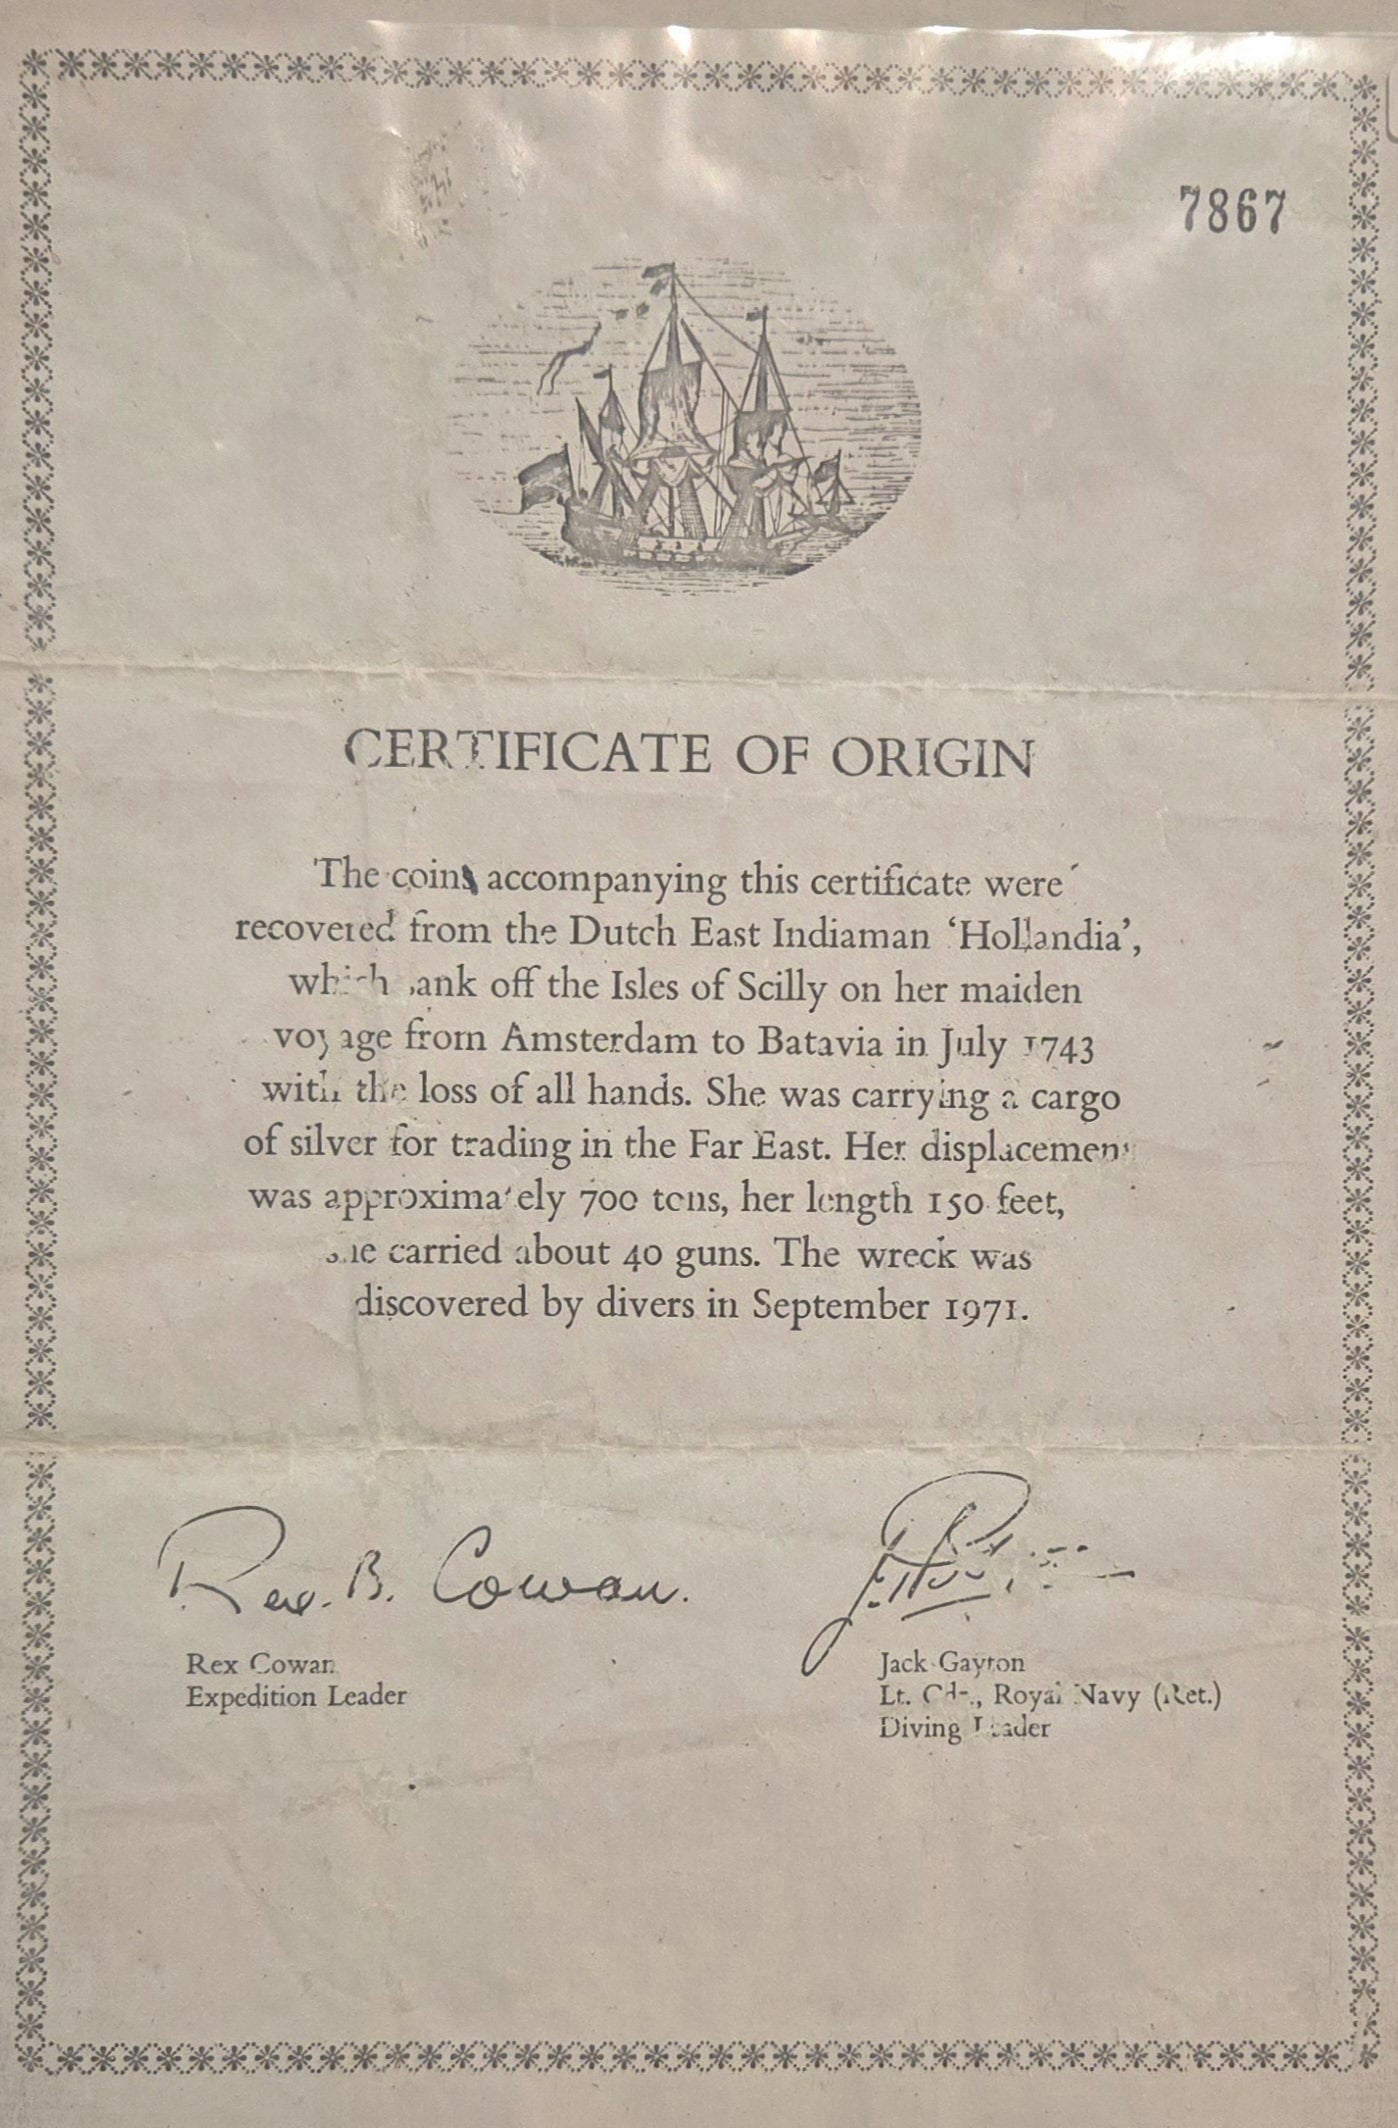 7867
CERTIFICATE OF ORIGIN
The coins accompanying this certificate were
recovered from the Dutch East Indiaman ‘Hollandia’,
which sank off the Isles of Scilly on her maiden
voyage from Amsterdam to Batavia in July 1743
with the loss of all hands. She was carrying a cargo
of silver for trading in the Far East. Her displacement
was approximately 700 tons, her length 150 feet,
she carried about 40 guns. The wreck was
discovered by divers in September 1971.
Rex. B. Cowan.
Rex Cowan
Expedition Leader
Jack Gayton
Lt. Cdr., Royal Navy (Ret.)
Diving Leader